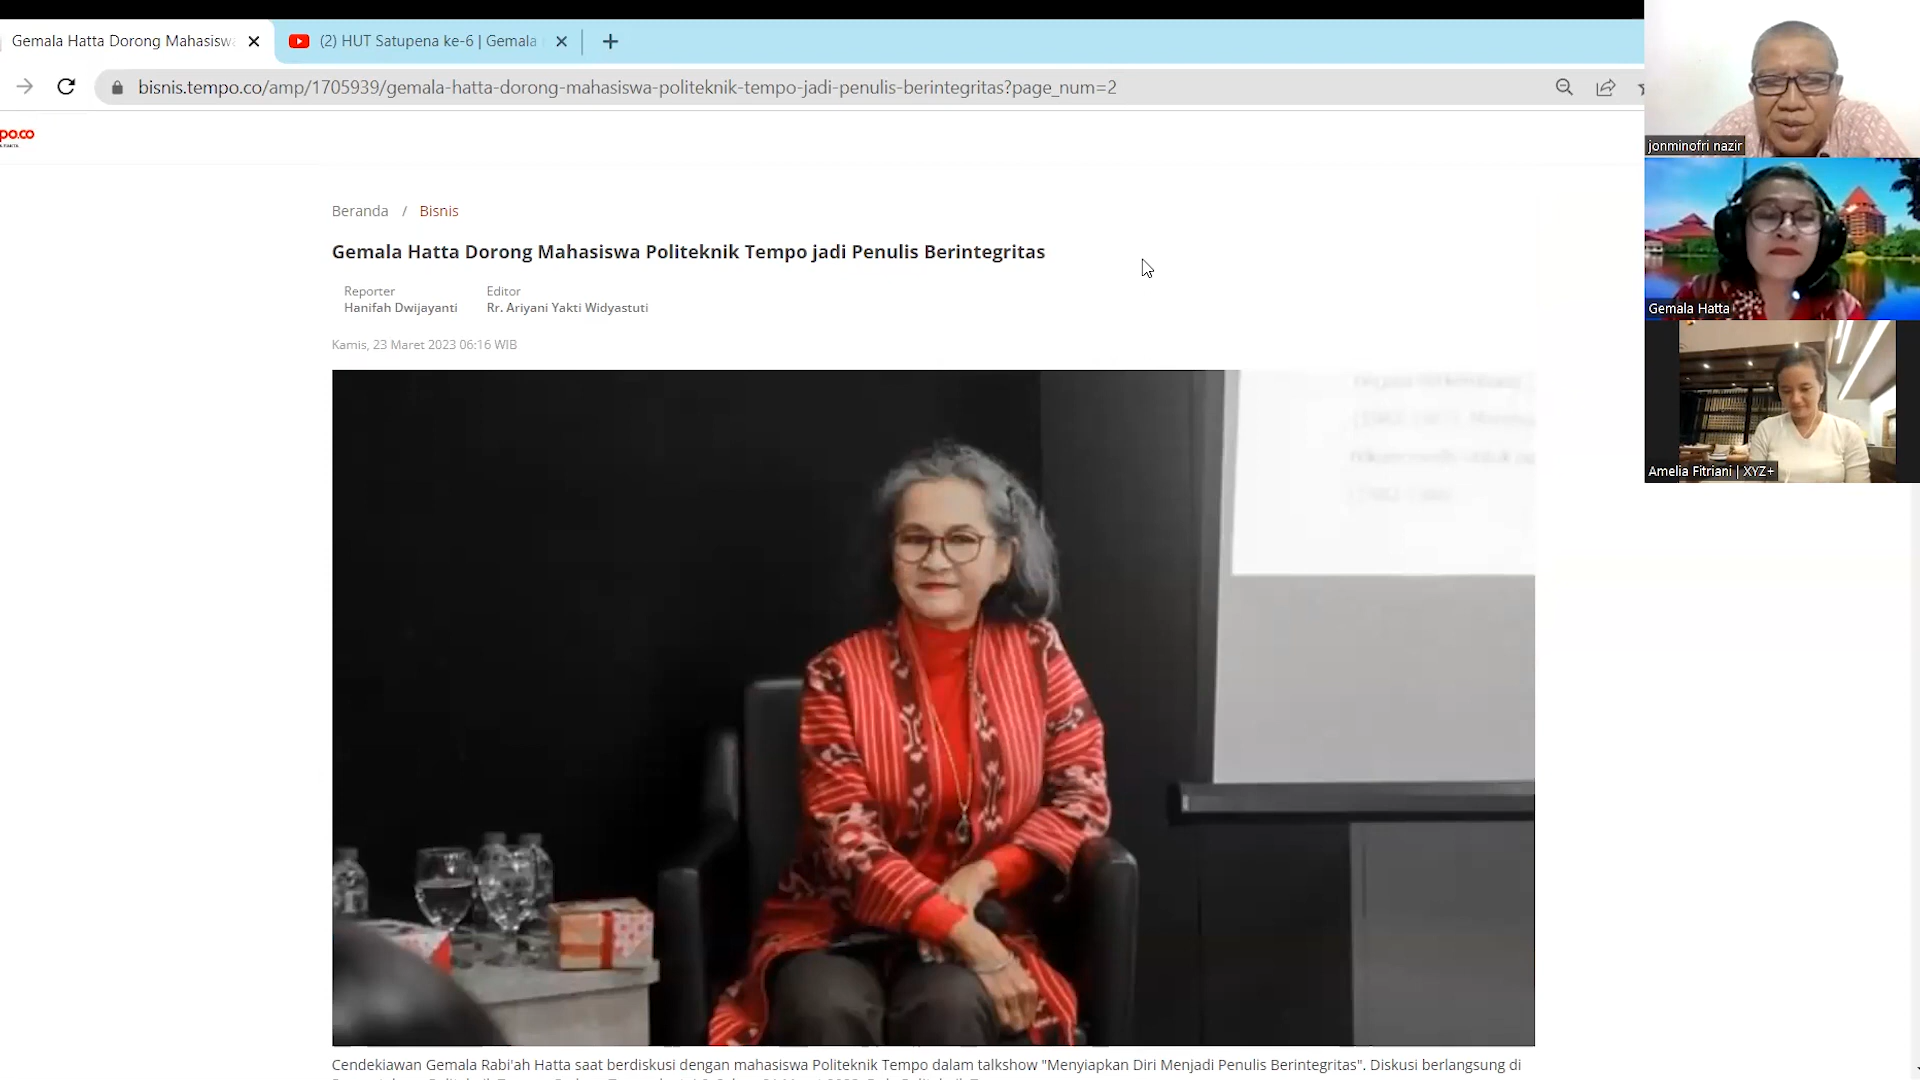 Gemala Hatta Dorong Mahasisw
(2) HUT Satupena ke-6 | Gemala
bisnis.tempo.co/amp/1705939/gemala-hatta-dorong-mahasiswa-politeknik-tempo-jadi-penulis-berintegritas?page_num=2
po.co
jonminofri nazir
Gemala Hatta
Amelia Fitriani | XYZ+
Beranda / Bisnis
Gemala Hatta Dorong Mahasiswa Politeknik Tempo jadi Penulis Berintegritas
Reporter Editor
Hanifah Dwijayanti Rr. Ariyani Yakti Widyastuti
Kamis, 23 Maret 2023 06:16 WIB
Cendekiawan Gemala Rabi'ah Hatta saat berdiskusi dengan mahasiswa Politeknik Tempo dalam talkshow "Menyiapkan Diri Menjadi Penulis Berintegritas". Diskusi berlangsung di